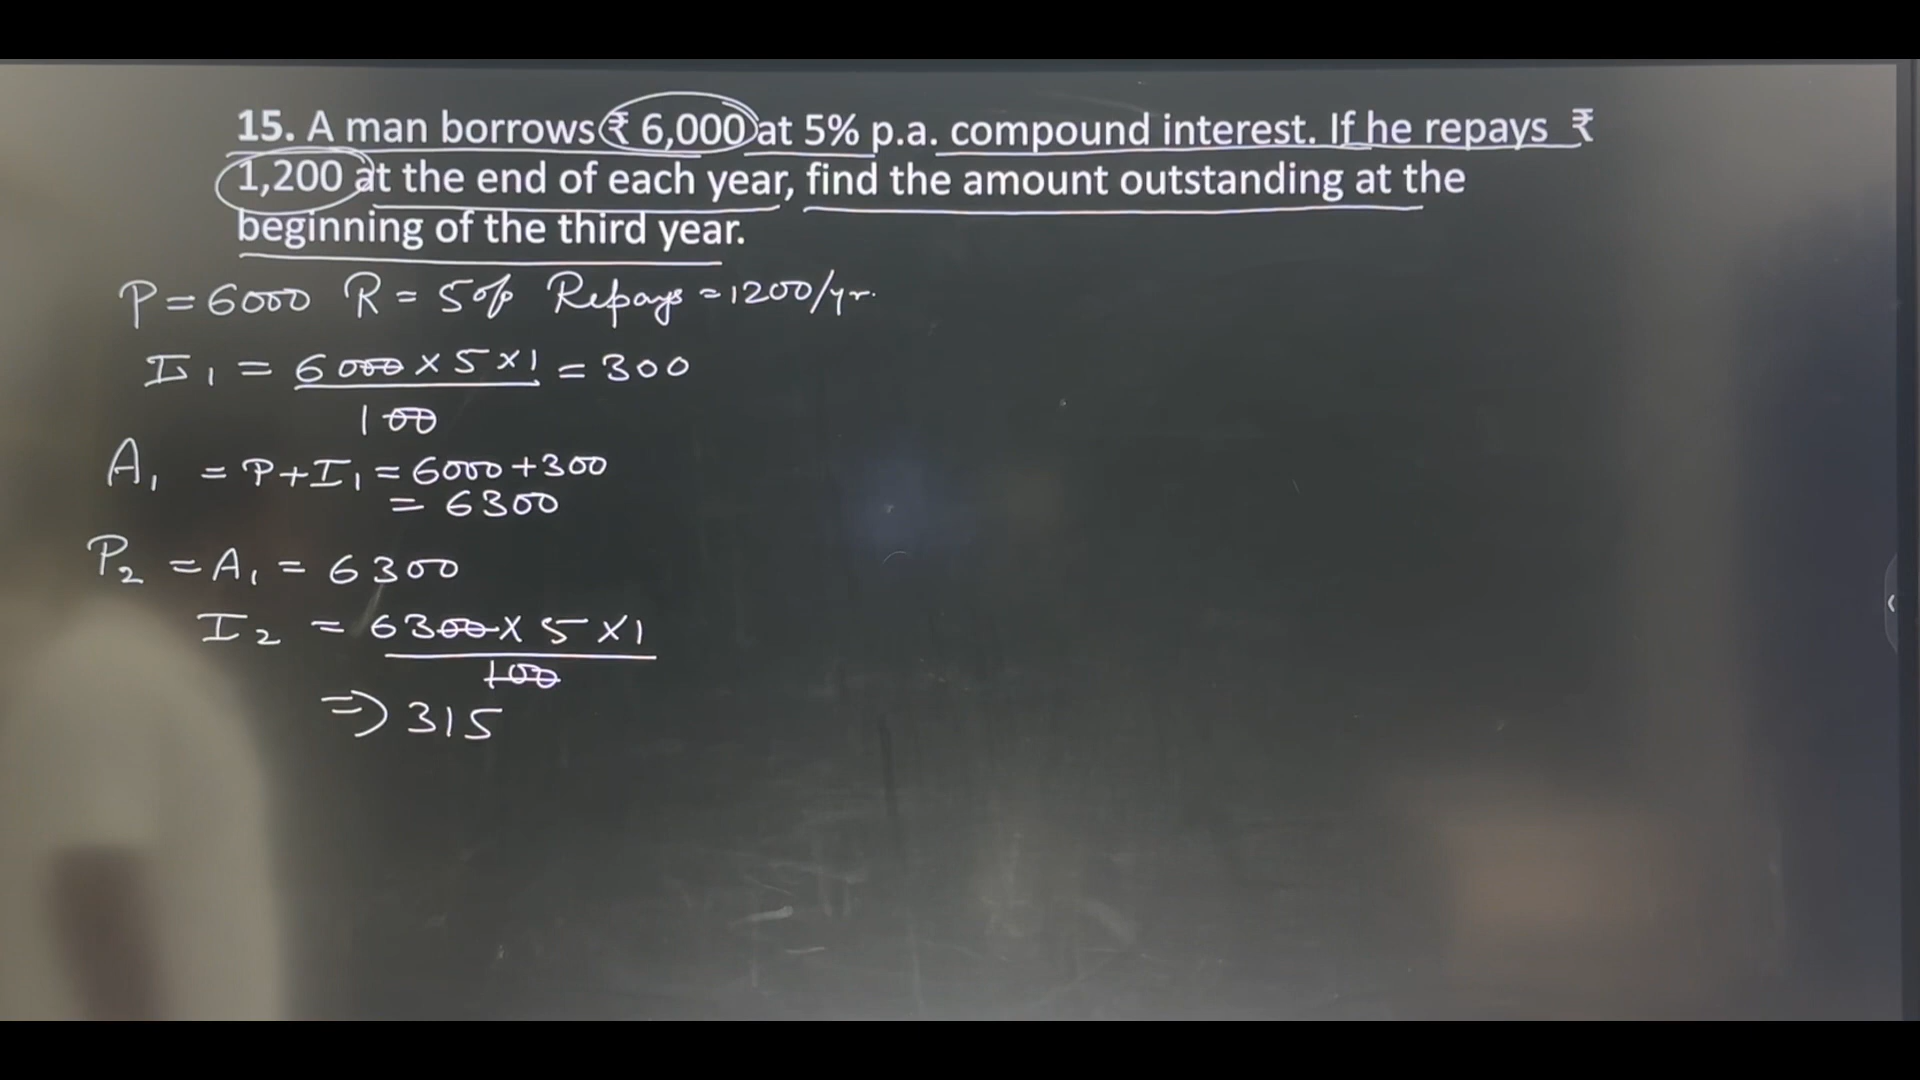 15. A man borrows ₹ 6,000 at 5% p.a. compound interest. If he repays ₹
1,200 at the end of each year, find the amount outstanding at the
beginning of the third year.
P = 6000 R = 5% Repays = 1200/yr.
I1 = 6000 × 5 × 1 = 300
100
A1 = P + I1 = 6000 + 300
= 6300
P2 = A1 = 6300
I2 = 6300 × 5 × 1
100
⇒ 315